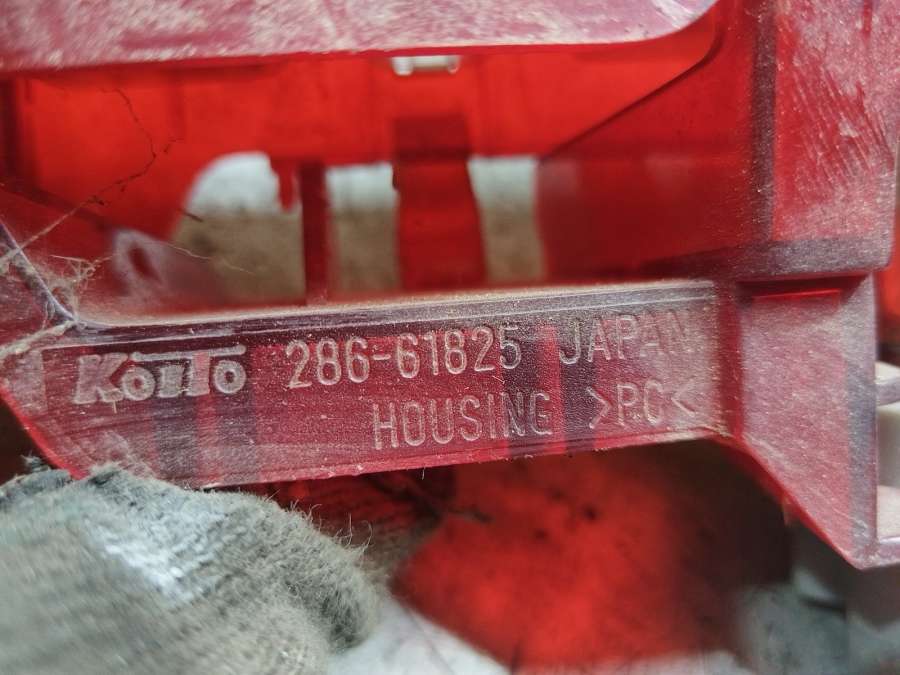 Koito 286-61825 JAPAN
HOUSING >PC<